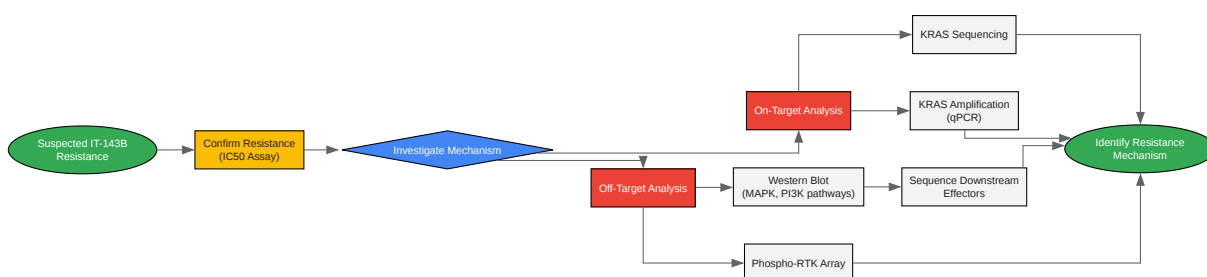 Suspected IT-143B
Resistance
Confirm Resistance
(IC50 Assay)
Investigate Mechanism
On-Target Analysis
Off-Target Analysis
KRAS Sequencing
KRAS Amplification
(qPCR)
Western Blot
(MAPK, PI3K pathways)
Sequence Downstream
Effectors
Phospho-RTK Array
Identify Resistance
Mechanism